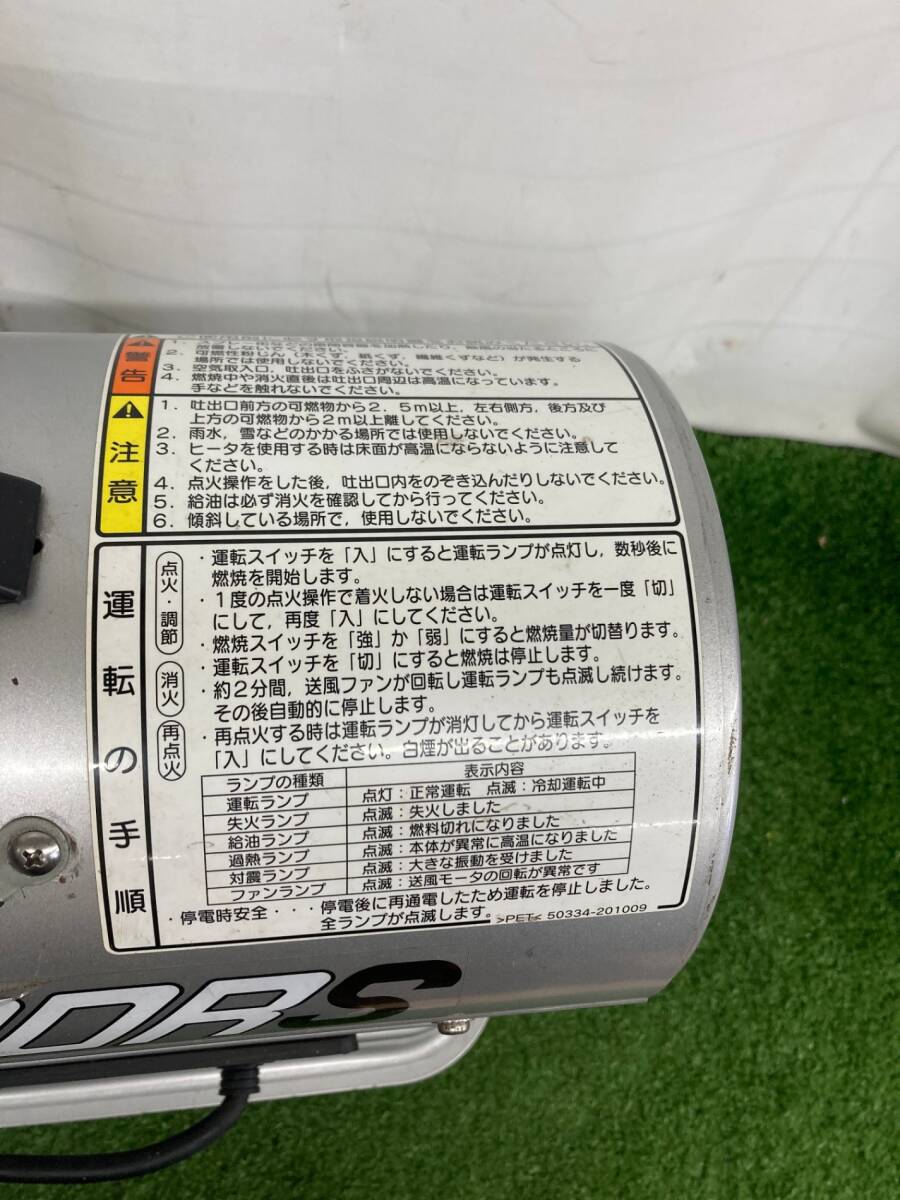 警告
2. 可燃性粉じん(木くず, 紙くず, 繊維くずなど)が発生する
場所では使用しないでください。
3. 空気取入口, 吐出口をふさがないでください。
4. 燃焼中や消火直後は吐出口周辺は高温になっています。
手などを触れないでください。
注意
1. 吐出口前方の可燃物から2.5m以上, 左右側方, 後方及び
上方の可燃物から2m以上離してください。
2. 雨水, 雪などのかかる場所では使用しないでください。
3. ヒータを使用する時は床面が高温にならないように注意して
ください。
4. 点火操作をした後, 吐出口内をのぞき込んだりしないでください。
5. 給油は必ず消火を確認してから行ってください。
6. 傾斜している場所で, 使用しないでください。
運転の手順
点火・調節
・運転スイッチを「入」にすると運転ランプが点灯し, 数秒後に
燃焼を開始します。
・1度の点火操作で着火しない場合は運転スイッチを一度「切」
にして, 再度「入」にしてください。
・燃焼スイッチを「強」か「弱」にすると燃焼量が切替ります。
消火
・運転スイッチを「切」にすると燃焼は停止します。
・約2分間, 送風ファンが回転し運転ランプも点滅し続けます。
その後自動的に停止します。
再点火
・再点火する時は運転ランプが消灯してから運転スイッチを
「入」にしてください。白煙が出ることがあります。
ランプの種類 表示内容
運転ランプ 点灯:正常運転 点滅:冷却運転中
失火ランプ 点滅:失火しました
給油ランプ 点滅:燃料切れになりました
過熱ランプ 点滅:本体が異常に高温になりました
対震ランプ 点滅:大きな振動を受けました
ファンランプ 点滅:送風モータの回転が異常です
・停電時安全・・・停電後に再通電したため運転を停止しました。
全ランプが点滅します。
>PET< 50334-201009
DRS